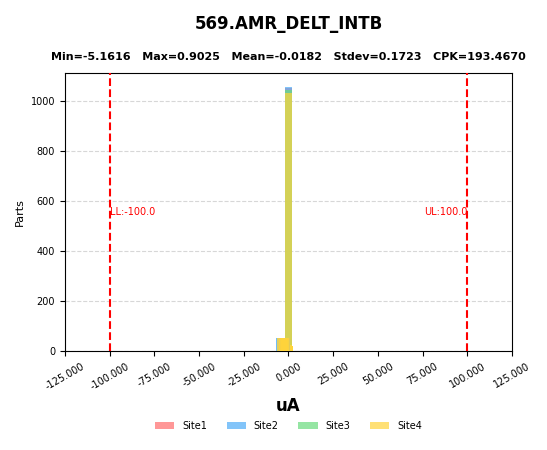 569.AMR_DELT_INTB
Min=-5.1616 Max=0.9025 Mean=-0.0182 Stdev=0.1723 CPK=193.4670
1000
800
600
400
200
0
Parts
LL:-100.0
UL:100.0
-125.000 -100.000 -75.000 -50.000 -25.000 0.000 25.000 50.000 75.000 100.000 125.000
uA
Site1 Site2 Site3 Site4